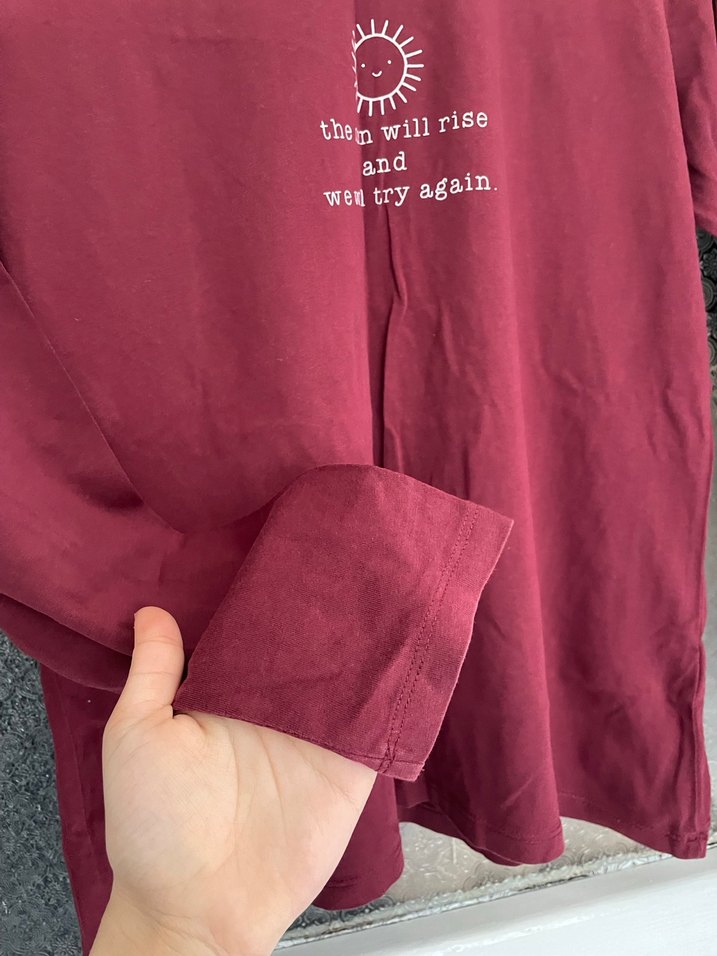 the will rise
and
we try again.